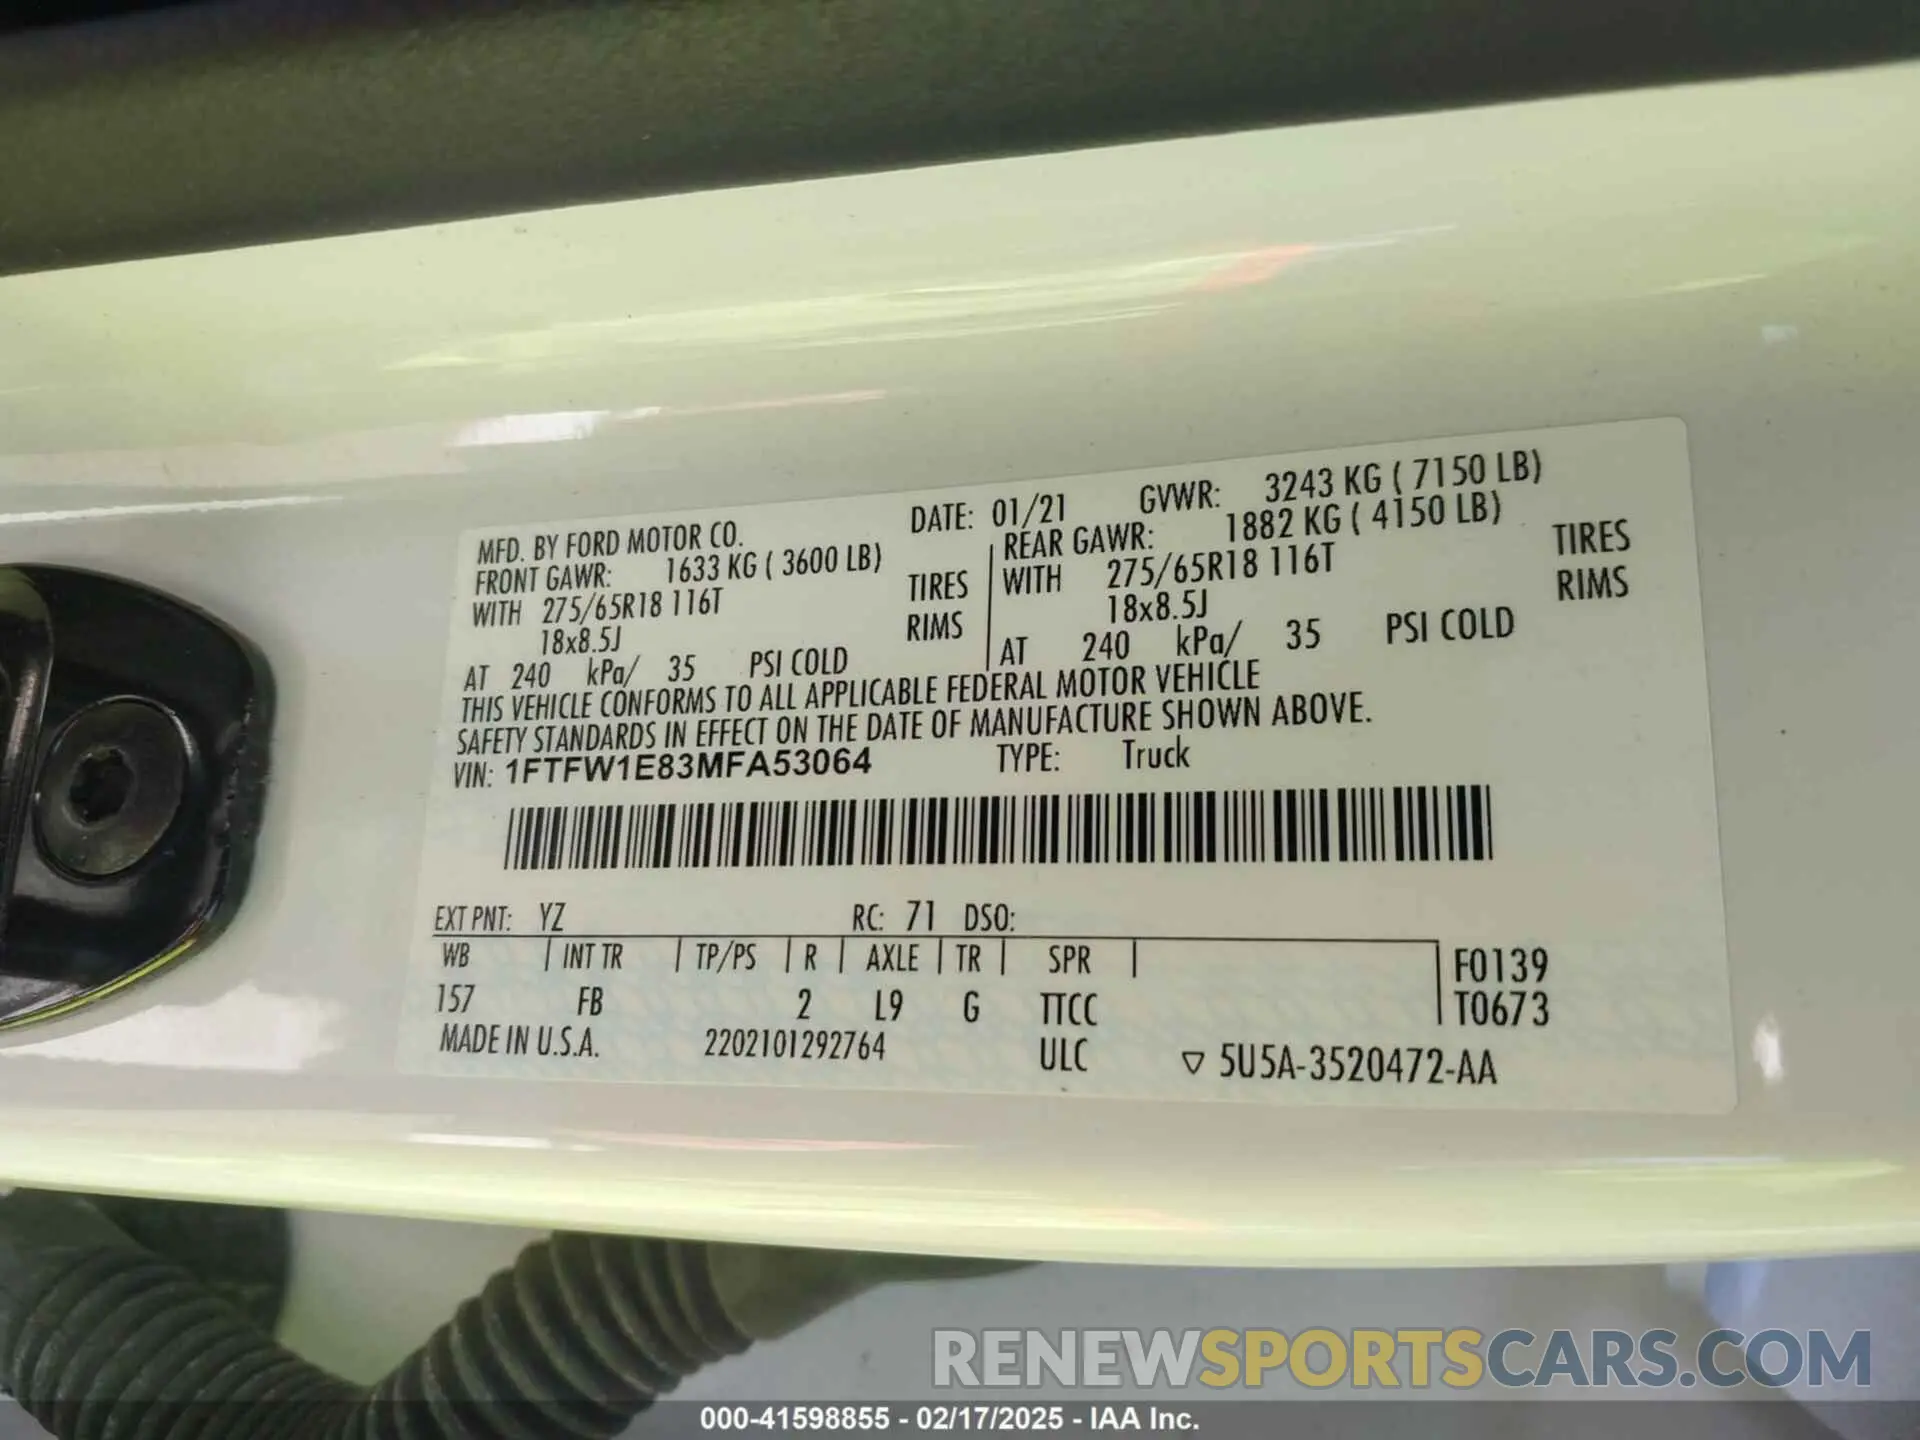 MFD. BY FORD MOTOR CO. DATE: 01/21 GVWR: 3243 KG ( 7150 LB)
FRONT GAWR: 1633 KG ( 3600 LB) REAR GAWR: 1882 KG ( 4150 LB)
WITH 275/65R18 116T TIRES WITH 275/65R18 116T TIRES
18x8.5J RIMS 18x8.5J RIMS
AT 240 kPa/ 35 PSI COLD AT 240 kPa/ 35 PSI COLD
THIS VEHICLE CONFORMS TO ALL APPLICABLE FEDERAL MOTOR VEHICLE
SAFETY STANDARDS IN EFFECT ON THE DATE OF MANUFACTURE SHOWN ABOVE.
VIN: 1FTFW1E83MFA53064 TYPE: Truck
EXT PNT: YZ RC: 71 DSO:
WB INT TR TP/PS R AXLE TR SPR F0139
157 FB 2 L9 G TTCC T0673
MADE IN U.S.A. 2202101292764 ULC ▽ 5U5A-3520472-AA
RENEWSPORTSCARS.COM
000-41598855 - 02/17/2025 - IAA Inc.